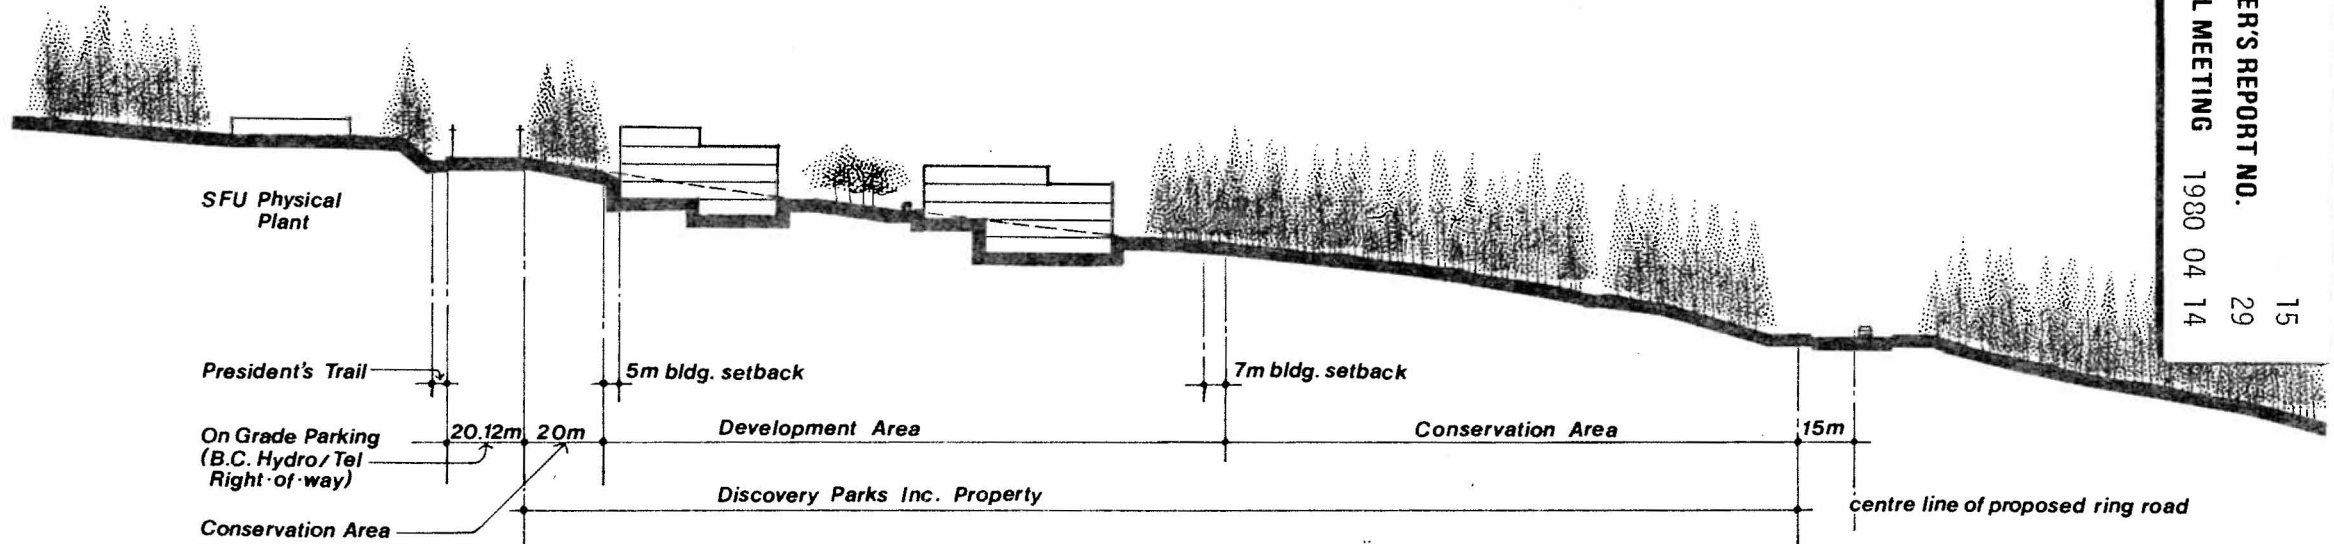 SFU Physical
Plant
President's Trail
5m bldg. setback
7m bldg. setback
On Grade Parking
(B.C. Hydro/Tel
Right-of-way)
20.12m
20m
Development Area
Conservation Area
15m
Discovery Parks Inc. Property
centre line of proposed ring road
Conservation Area
15
REPORT NO. 29
MEETING 1980 04 14